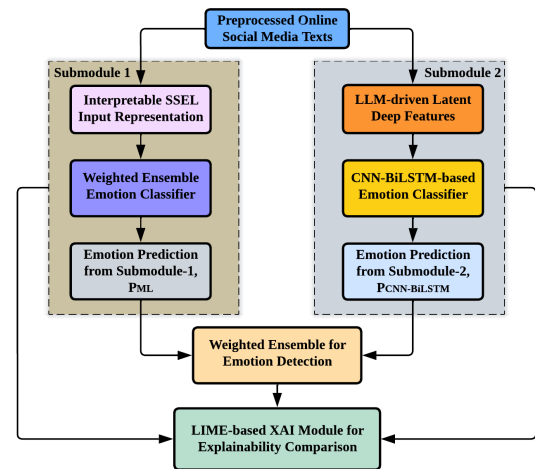 Preprocessed Online
Social Media Texts
Submodule 1
Interpretable SSEL
Input Representation
Weighted Ensemble
Emotion Classifier
Emotion Prediction
from Submodule-1,
PML
Submodule 2
LLM-driven Latent
Deep Features
CNN-BiLSTM-based
Emotion Classifier
Emotion Prediction
from Submodule-2,
PCNN-BiLSTM
Weighted Ensemble for
Emotion Detection
LIME-based XAI Module for
Explainability Comparison